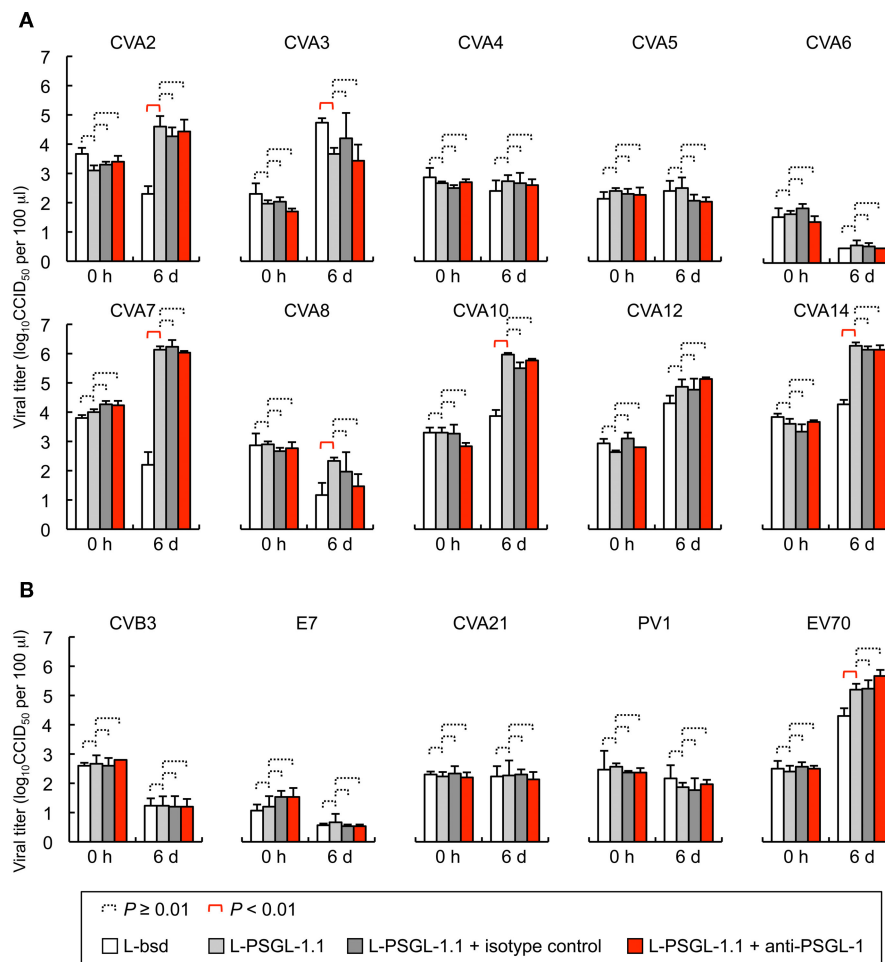 A
CVA2 CVA3 CVA4 CVA5 CVA6
7
6
5
4
3
2
1
0
0 h 6 d 0 h 6 d 0 h 6 d 0 h 6 d 0 h 6 d
Viral titer (log10CCID50 per 100 µl)
CVA7 CVA8 CVA10 CVA12 CVA14
7
6
5
4
3
2
1
0
0 h 6 d 0 h 6 d 0 h 6 d 0 h 6 d 0 h 6 d
B
CVB3 E7 CVA21 PV1 EV70
Viral titer (log10CCID50 per 100 µl)
7
6
5
4
3
2
1
0
0 h 6 d 0 h 6 d 0 h 6 d 0 h 6 d 0 h 6 d
P ≥ 0.01 P < 0.01
L-bsd L-PSGL-1.1 L-PSGL-1.1 + isotype control L-PSGL-1.1 + anti-PSGL-1